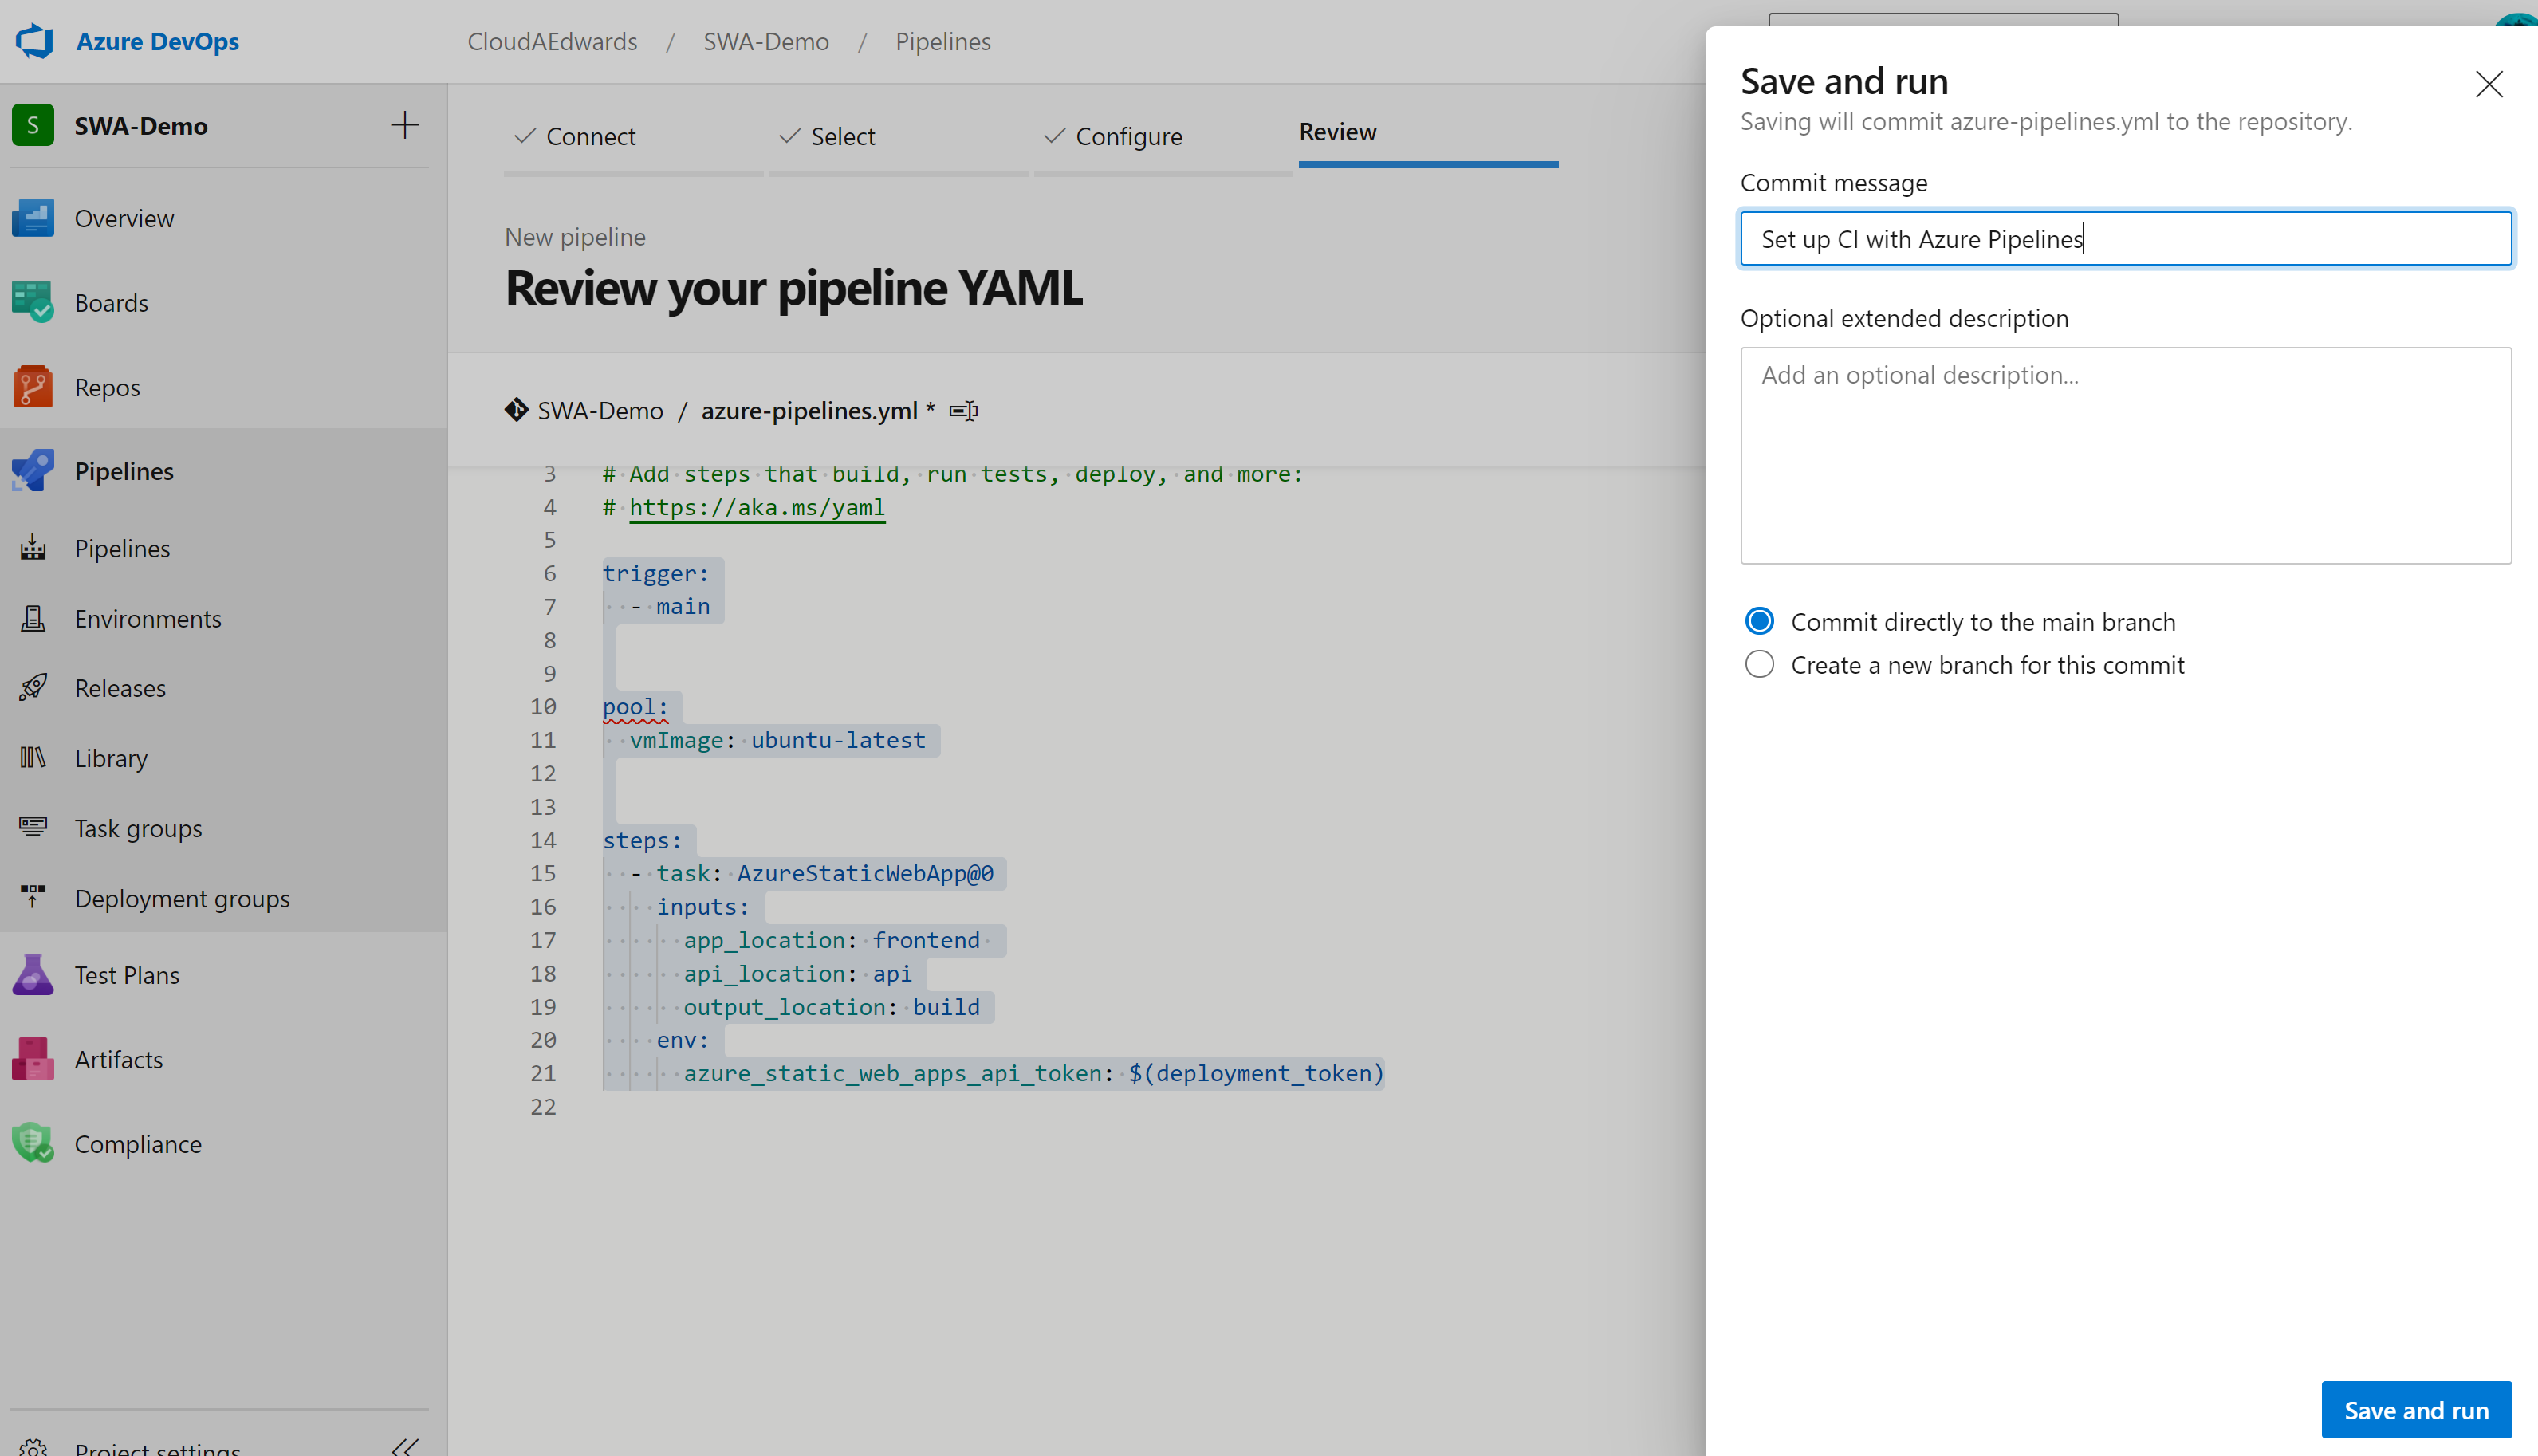 Azure DevOps
CloudAEdwards / SWA-Demo / Pipelines
S SWA-Demo
Overview
Boards
Repos
Pipelines
Pipelines
Environments
Releases
Library
Task groups
Deployment groups
Test Plans
Artifacts
Compliance
Project settings
Connect
Select
Configure
Review
New pipeline
Review your pipeline YAML
SWA-Demo / azure-pipelines.yml *
3 # Add steps that build, run tests, deploy, and more:
4 # https://aka.ms/yaml
5
6 trigger:
7   - main
8
9
10 pool:
11   vmImage: ubuntu-latest
12
13
14 steps:
15   - task: AzureStaticWebApp@0
16     inputs:
17       app_location: frontend
18       api_location: api
19       output_location: build
20     env:
21       azure_static_web_apps_api_token: $(deployment_token)
22
Save and run
Saving will commit azure-pipelines.yml to the repository.
Commit message
Set up CI with Azure Pipelines
Optional extended description
Add an optional description...
Commit directly to the main branch
Create a new branch for this commit
Save and run